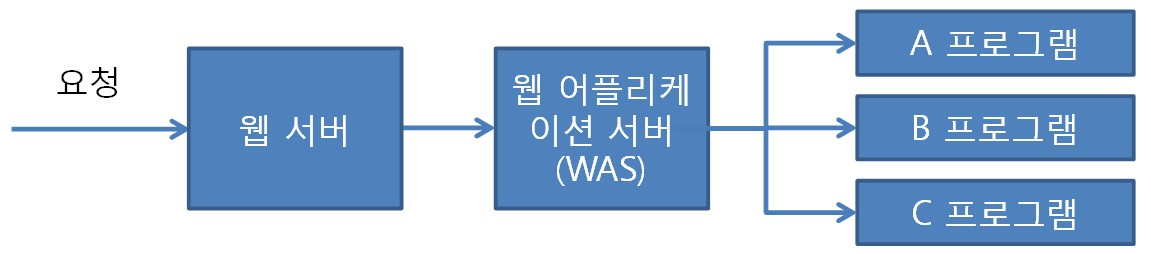 요청
웹 서버
웹 어플리케
이션 서버
(WAS)
A 프로그램
B 프로그램
C 프로그램